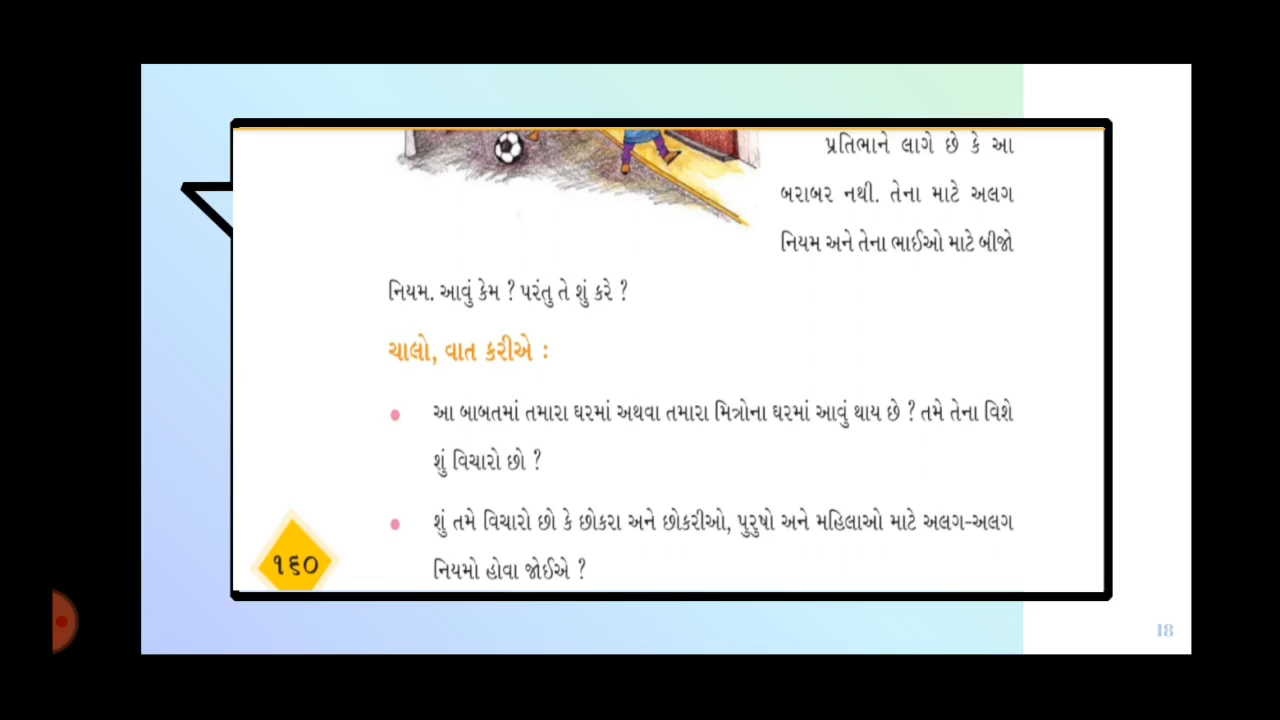 પ્રતિભાને લાગે છે કે આ
બરાબર નથી. તેના માટે અલગ
નિયમ અને તેના ભાઈઓ માટે બીજો
નિયમ. આવું કેમ ? પરંતુ તે શું કરે ?
ચાલો, વાત કરીએ :
આ બાબતમાં તમારા ઘરમાં અથવા તમારા મિત્રોના ઘરમાં આવું થાય છે ? તમે તેના વિશે
શું વિચારો છો ?
શું તમે વિચારો છો કે છોકરા અને છોકરીઓ, પુરુષો અને મહિલાઓ માટે અલગ-અલગ
નિયમો હોવા જોઈએ ?
૧૬૦
18